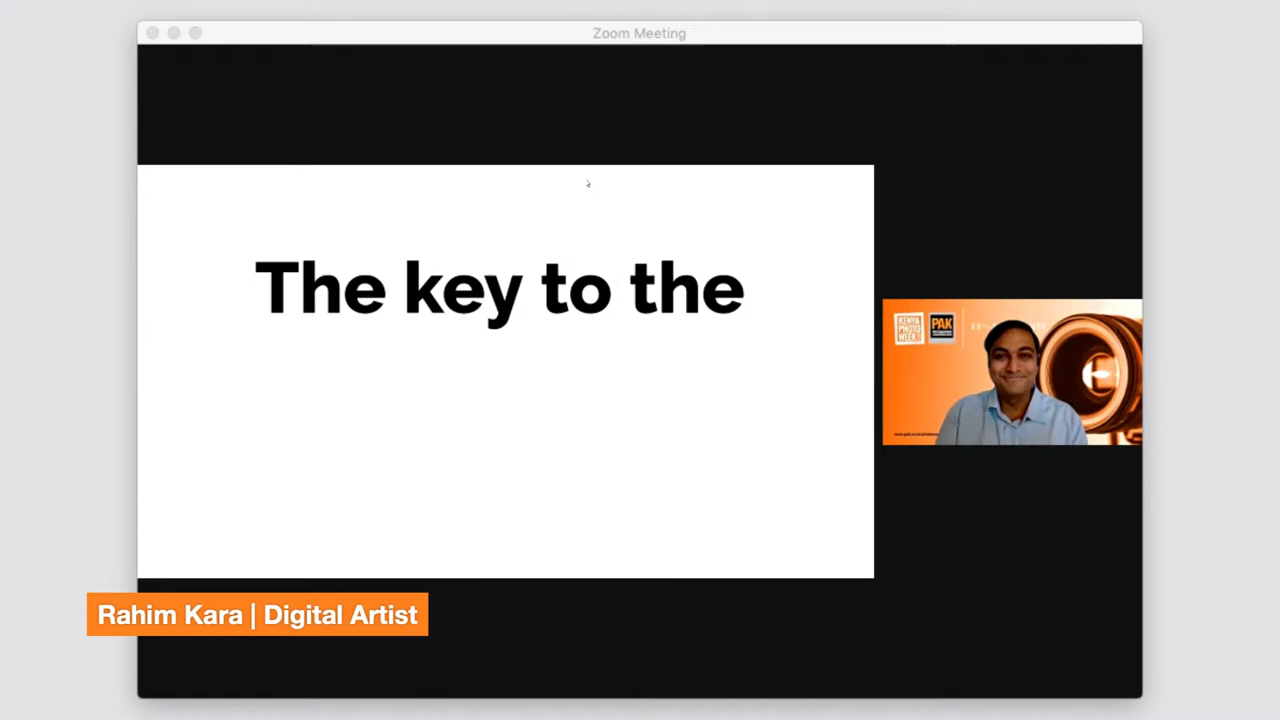 Zoom Meeting
The key to the
KENYA
PHOTO
WEEK
PAK
Rahim Kara | Digital Artist